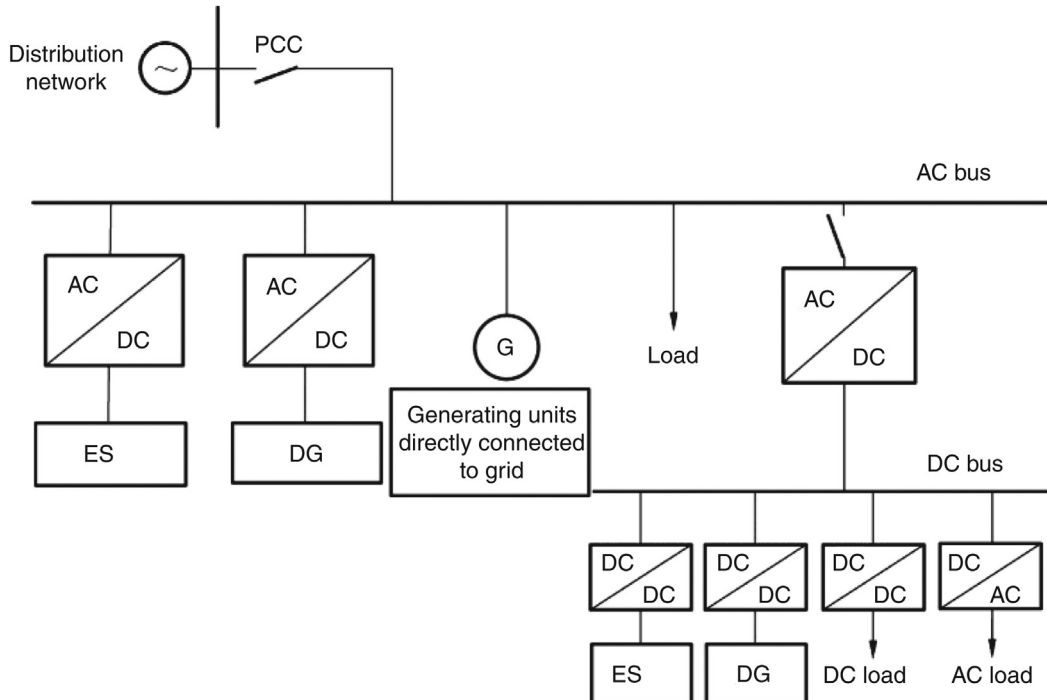 PCC
Distribution
network
AC bus
AC
DC
AC
DC
AC
DC
G
Load
Generating units
directly connected
to grid
ES
DG
DC bus
DC
DC
DC
DC
DC
DC
DC
AC
ES
DG
DC load
AC load